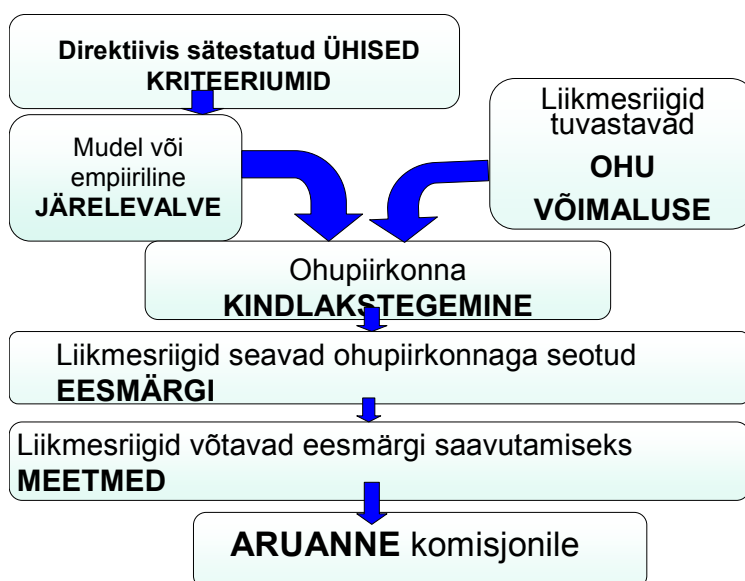 Direktiivis sätestatud ÜHISED
KRITEERIUMID
Liikmesriigid
tuvastavad
OHU
VÕIMALUSE
Mudel või
empiiriline
JÄRELEVALVE
Ohupiirkonna
KINDLAKSTEGEMINE
Liikmesriigid seavad ohupiirkonnaga seotud
EESMÄRGI
Liikmesriigid võtavad eesmärgi saavutamiseks
MEETMED
ARUANNE komisjonile